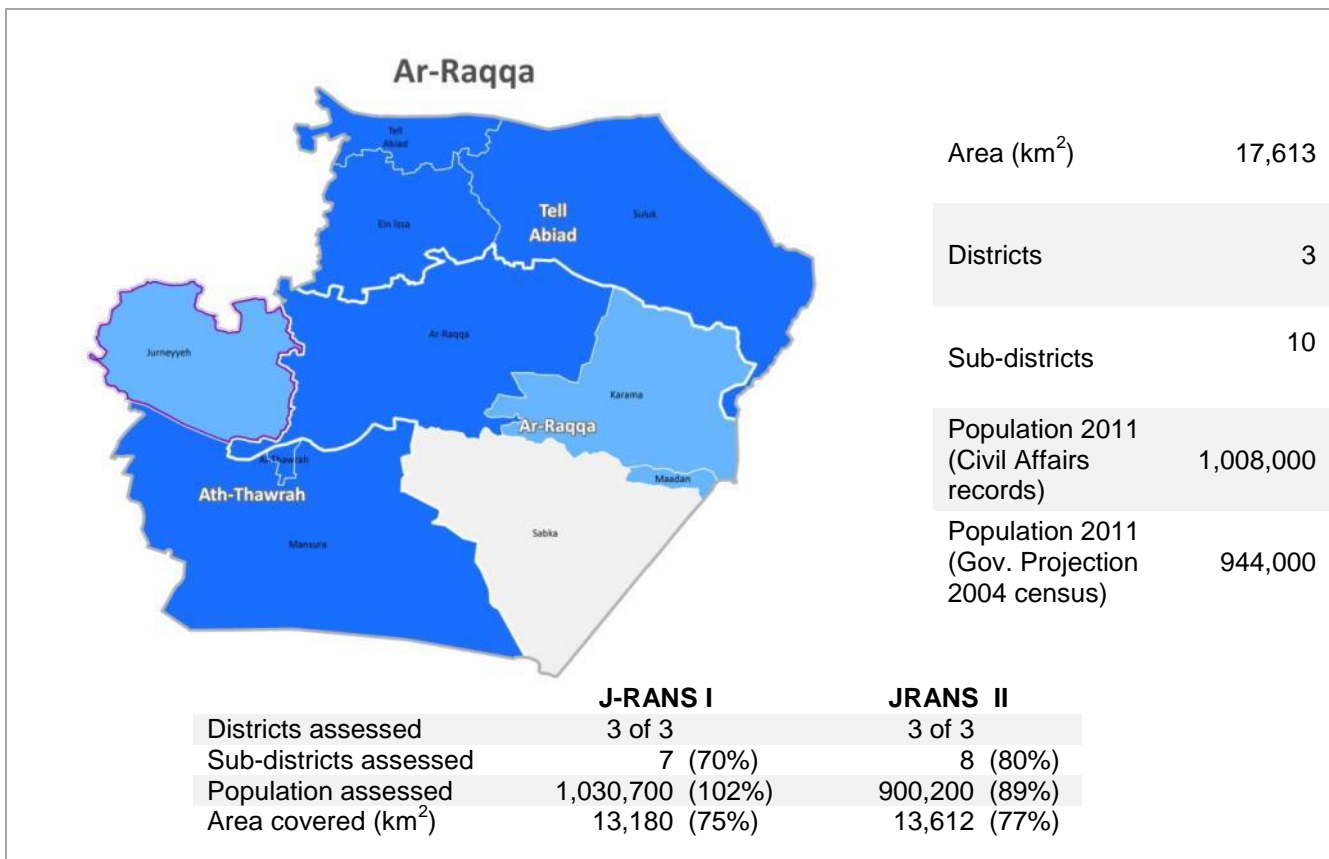 Ar-Raqqa
Tell
Abiad
Ein Issa
Tell
Abiad
Suluk
Jurneyyeh
Ar-Raqqa
Karama
Ar-Raqqa
Al-Thawrah
Ath-Thawrah
Maadan
Mansura
Sabka
Area (km²) 17,613
Districts 3
Sub-districts 10
Population 2011
(Civil Affairs 1,008,000
records)
Population 2011
(Gov. Projection 944,000
2004 census)
J-RANS I JRANS II
Districts assessed 3 of 3 3 of 3
Sub-districts assessed 7 (70%) 8 (80%)
Population assessed 1,030,700 (102%) 900,200 (89%)
Area covered (km²) 13,180 (75%) 13,612 (77%)